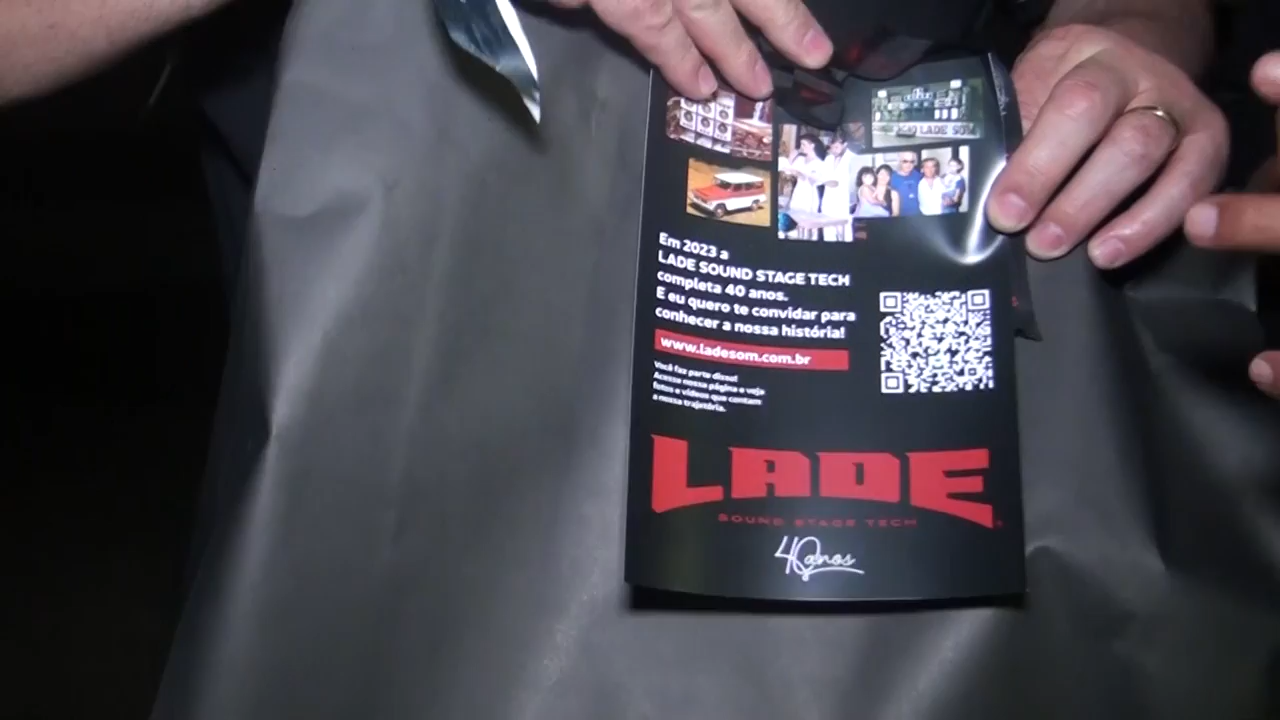 LADE SOM
Em 2023 a
LADE SOUND STAGE TECH
completa 40 anos.
E eu quero te convidar para
conhecer a nossa história!
www.ladesom.com.br
Você faz parte disso!
Acesse nossa página e veja
fotos e vídeos que contam
a nossa trajetória.
LADE
SOUND STAGE TECH
40 anos